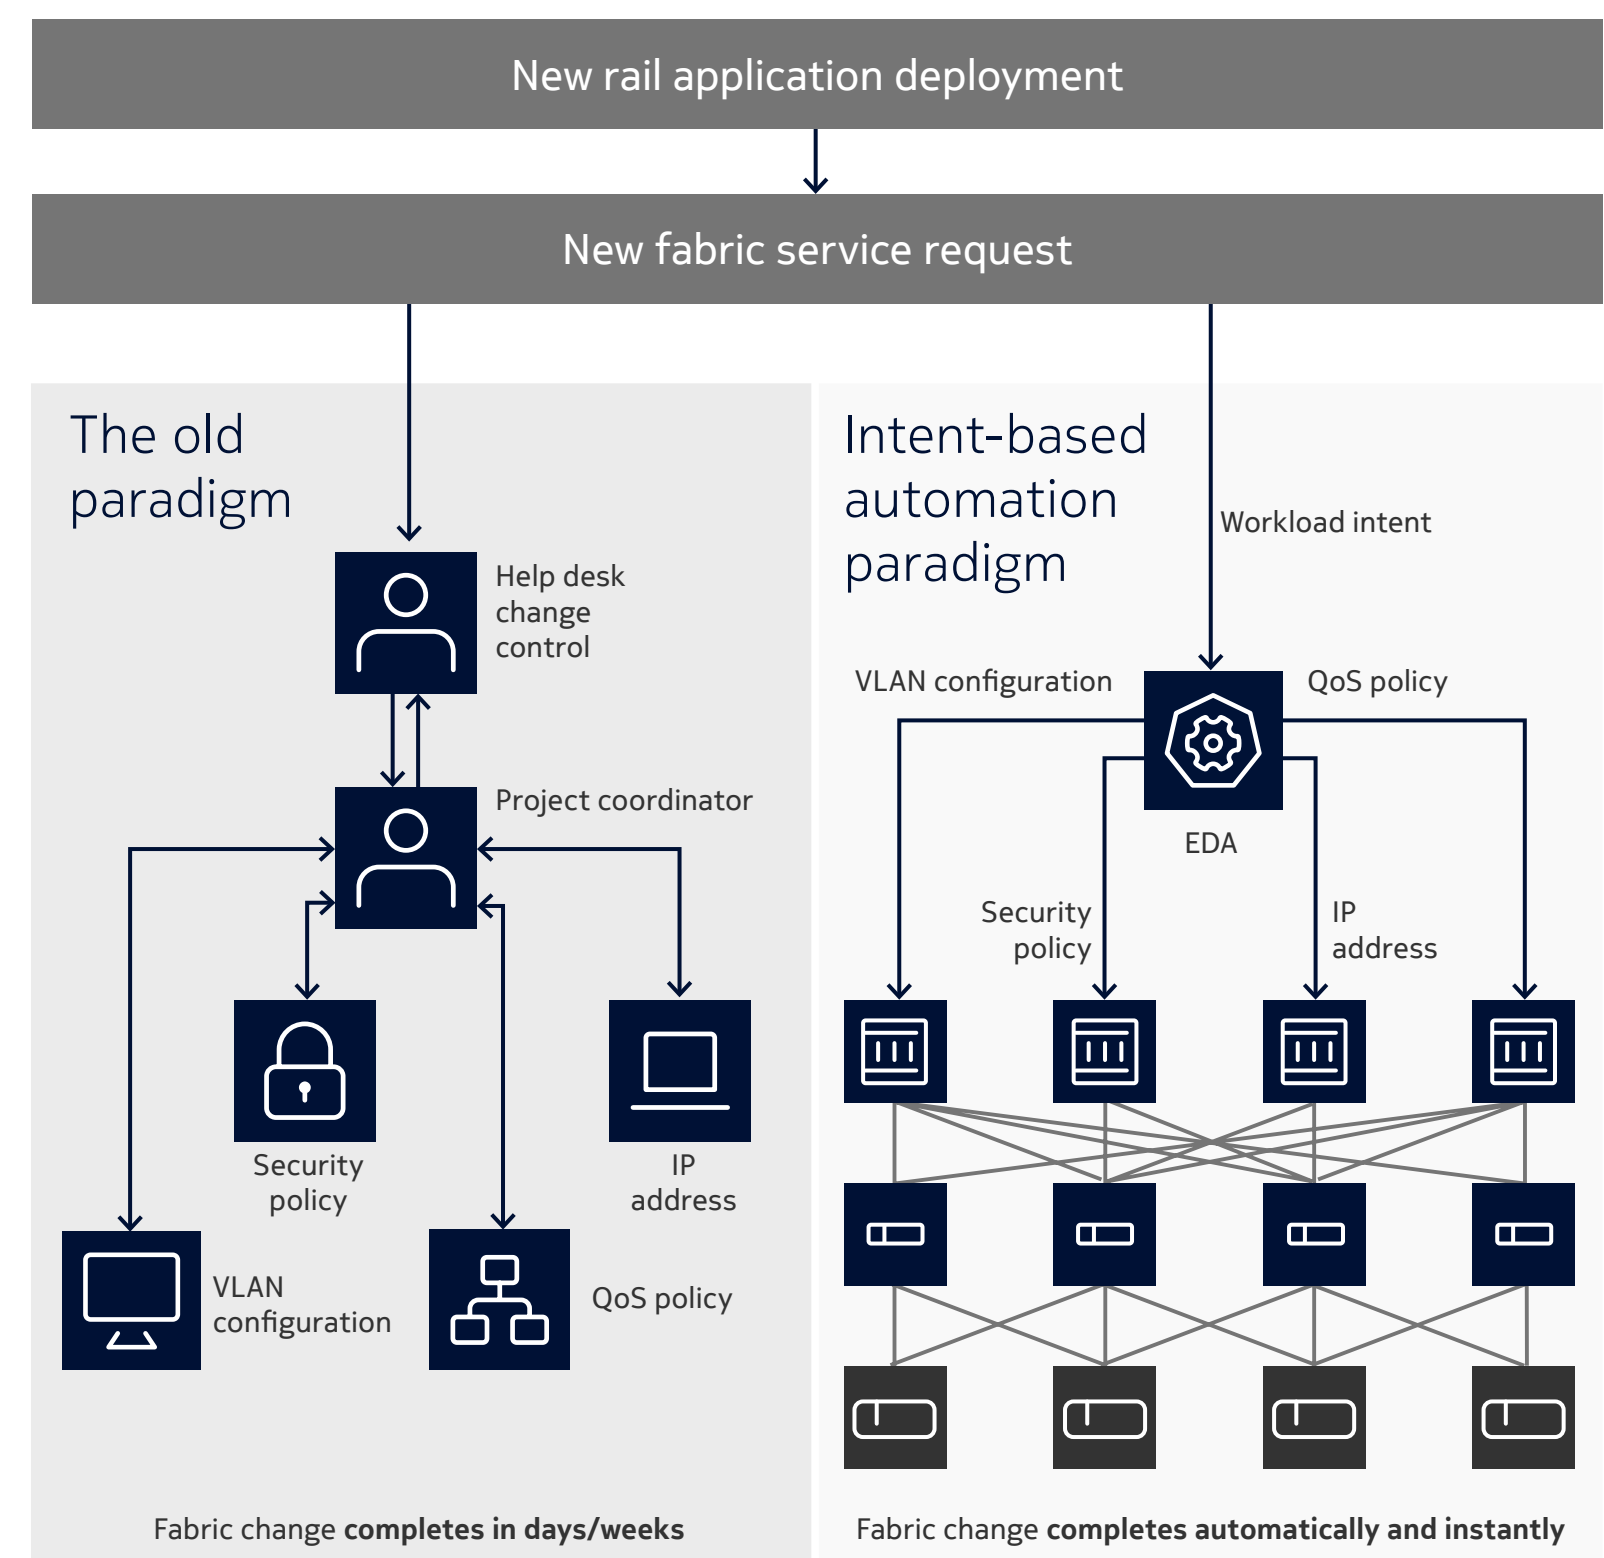 New rail application deployment
New fabric service request
The old
paradigm
Help desk
change
control
Project coordinator
Security
policy
IP
address
VLAN
configuration
QoS policy
Fabric change completes in days/weeks
Intent-based
automation
paradigm
Workload intent
VLAN configuration
QoS policy
EDA
Security
policy
IP
address
Fabric change completes automatically and instantly